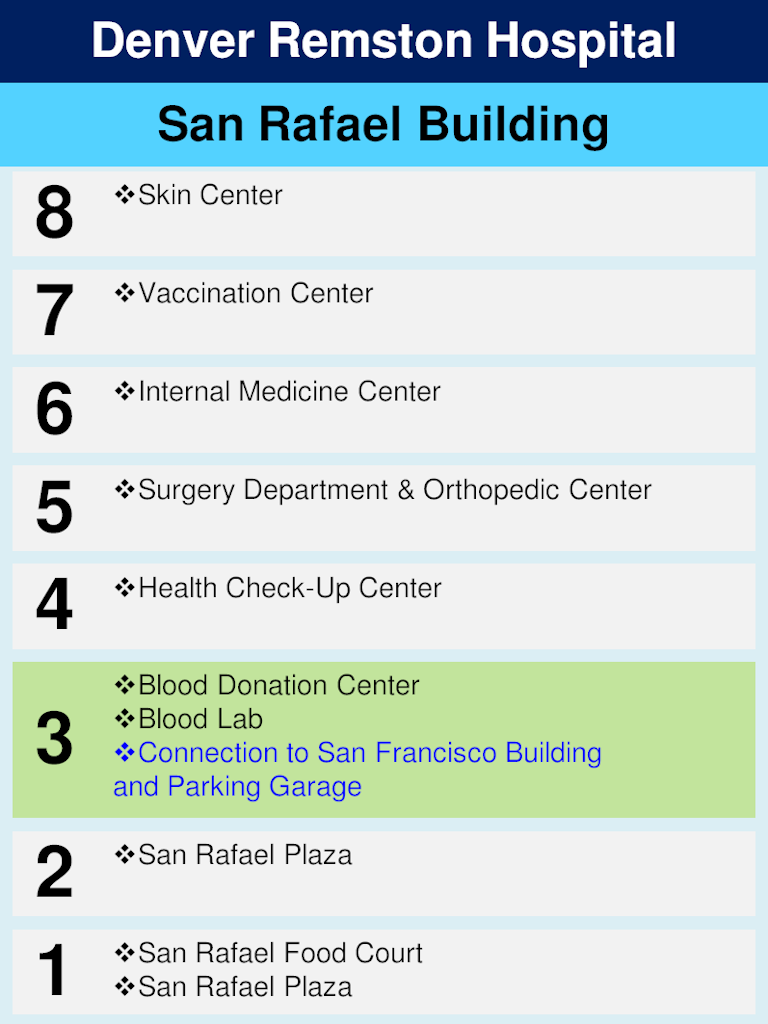 Denver Remston Hospital
San Rafael Building
8
❖Skin Center
7
❖Vaccination Center
6
❖Internal Medicine Center
5
❖Surgery Department & Orthopedic Center
4
❖Health Check-Up Center
3
❖Blood Donation Center
❖Blood Lab
❖Connection to San Francisco Building
and Parking Garage
2
❖San Rafael Plaza
1
❖San Rafael Food Court
❖San Rafael Plaza